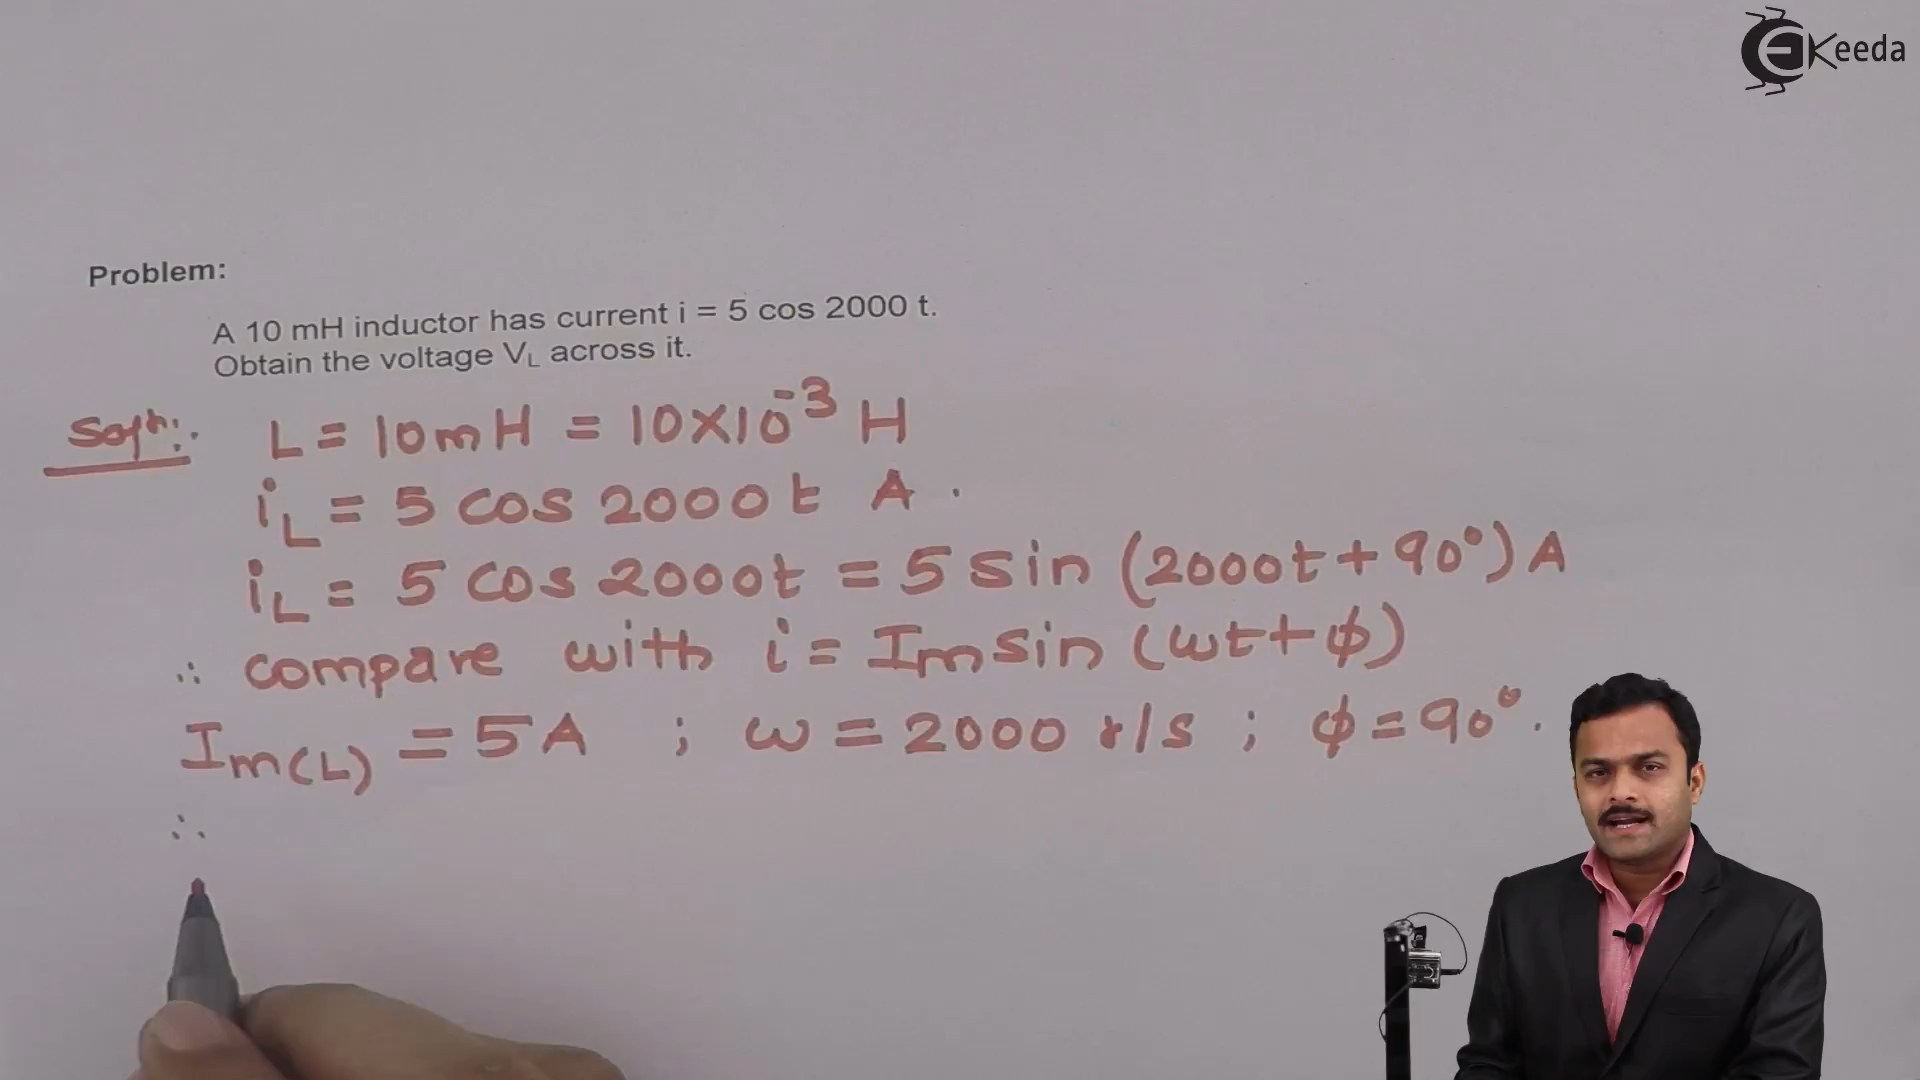 EKeeda
Problem:
A 10 mH inductor has current i = 5 cos 2000 t.
Obtain the voltage VL across it.
Soln:. L = 10mH = 10×10⁻³ H
iL = 5 cos 2000t A.
iL = 5 cos 2000t = 5 sin (2000t + 90°) A
∴ compare with i = Im sin (ωt + ϕ)
Im(L) = 5A ; ω = 2000 r/s ; ϕ = 90°.
∴